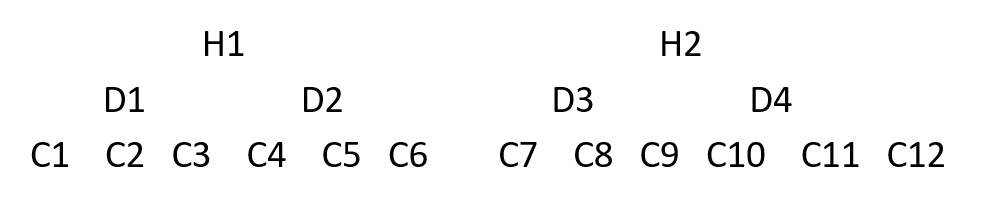 H1 H2
D1 D2 D3 D4
C1 C2 C3 C4 C5 C6 C7 C8 C9 C10 C11 C12